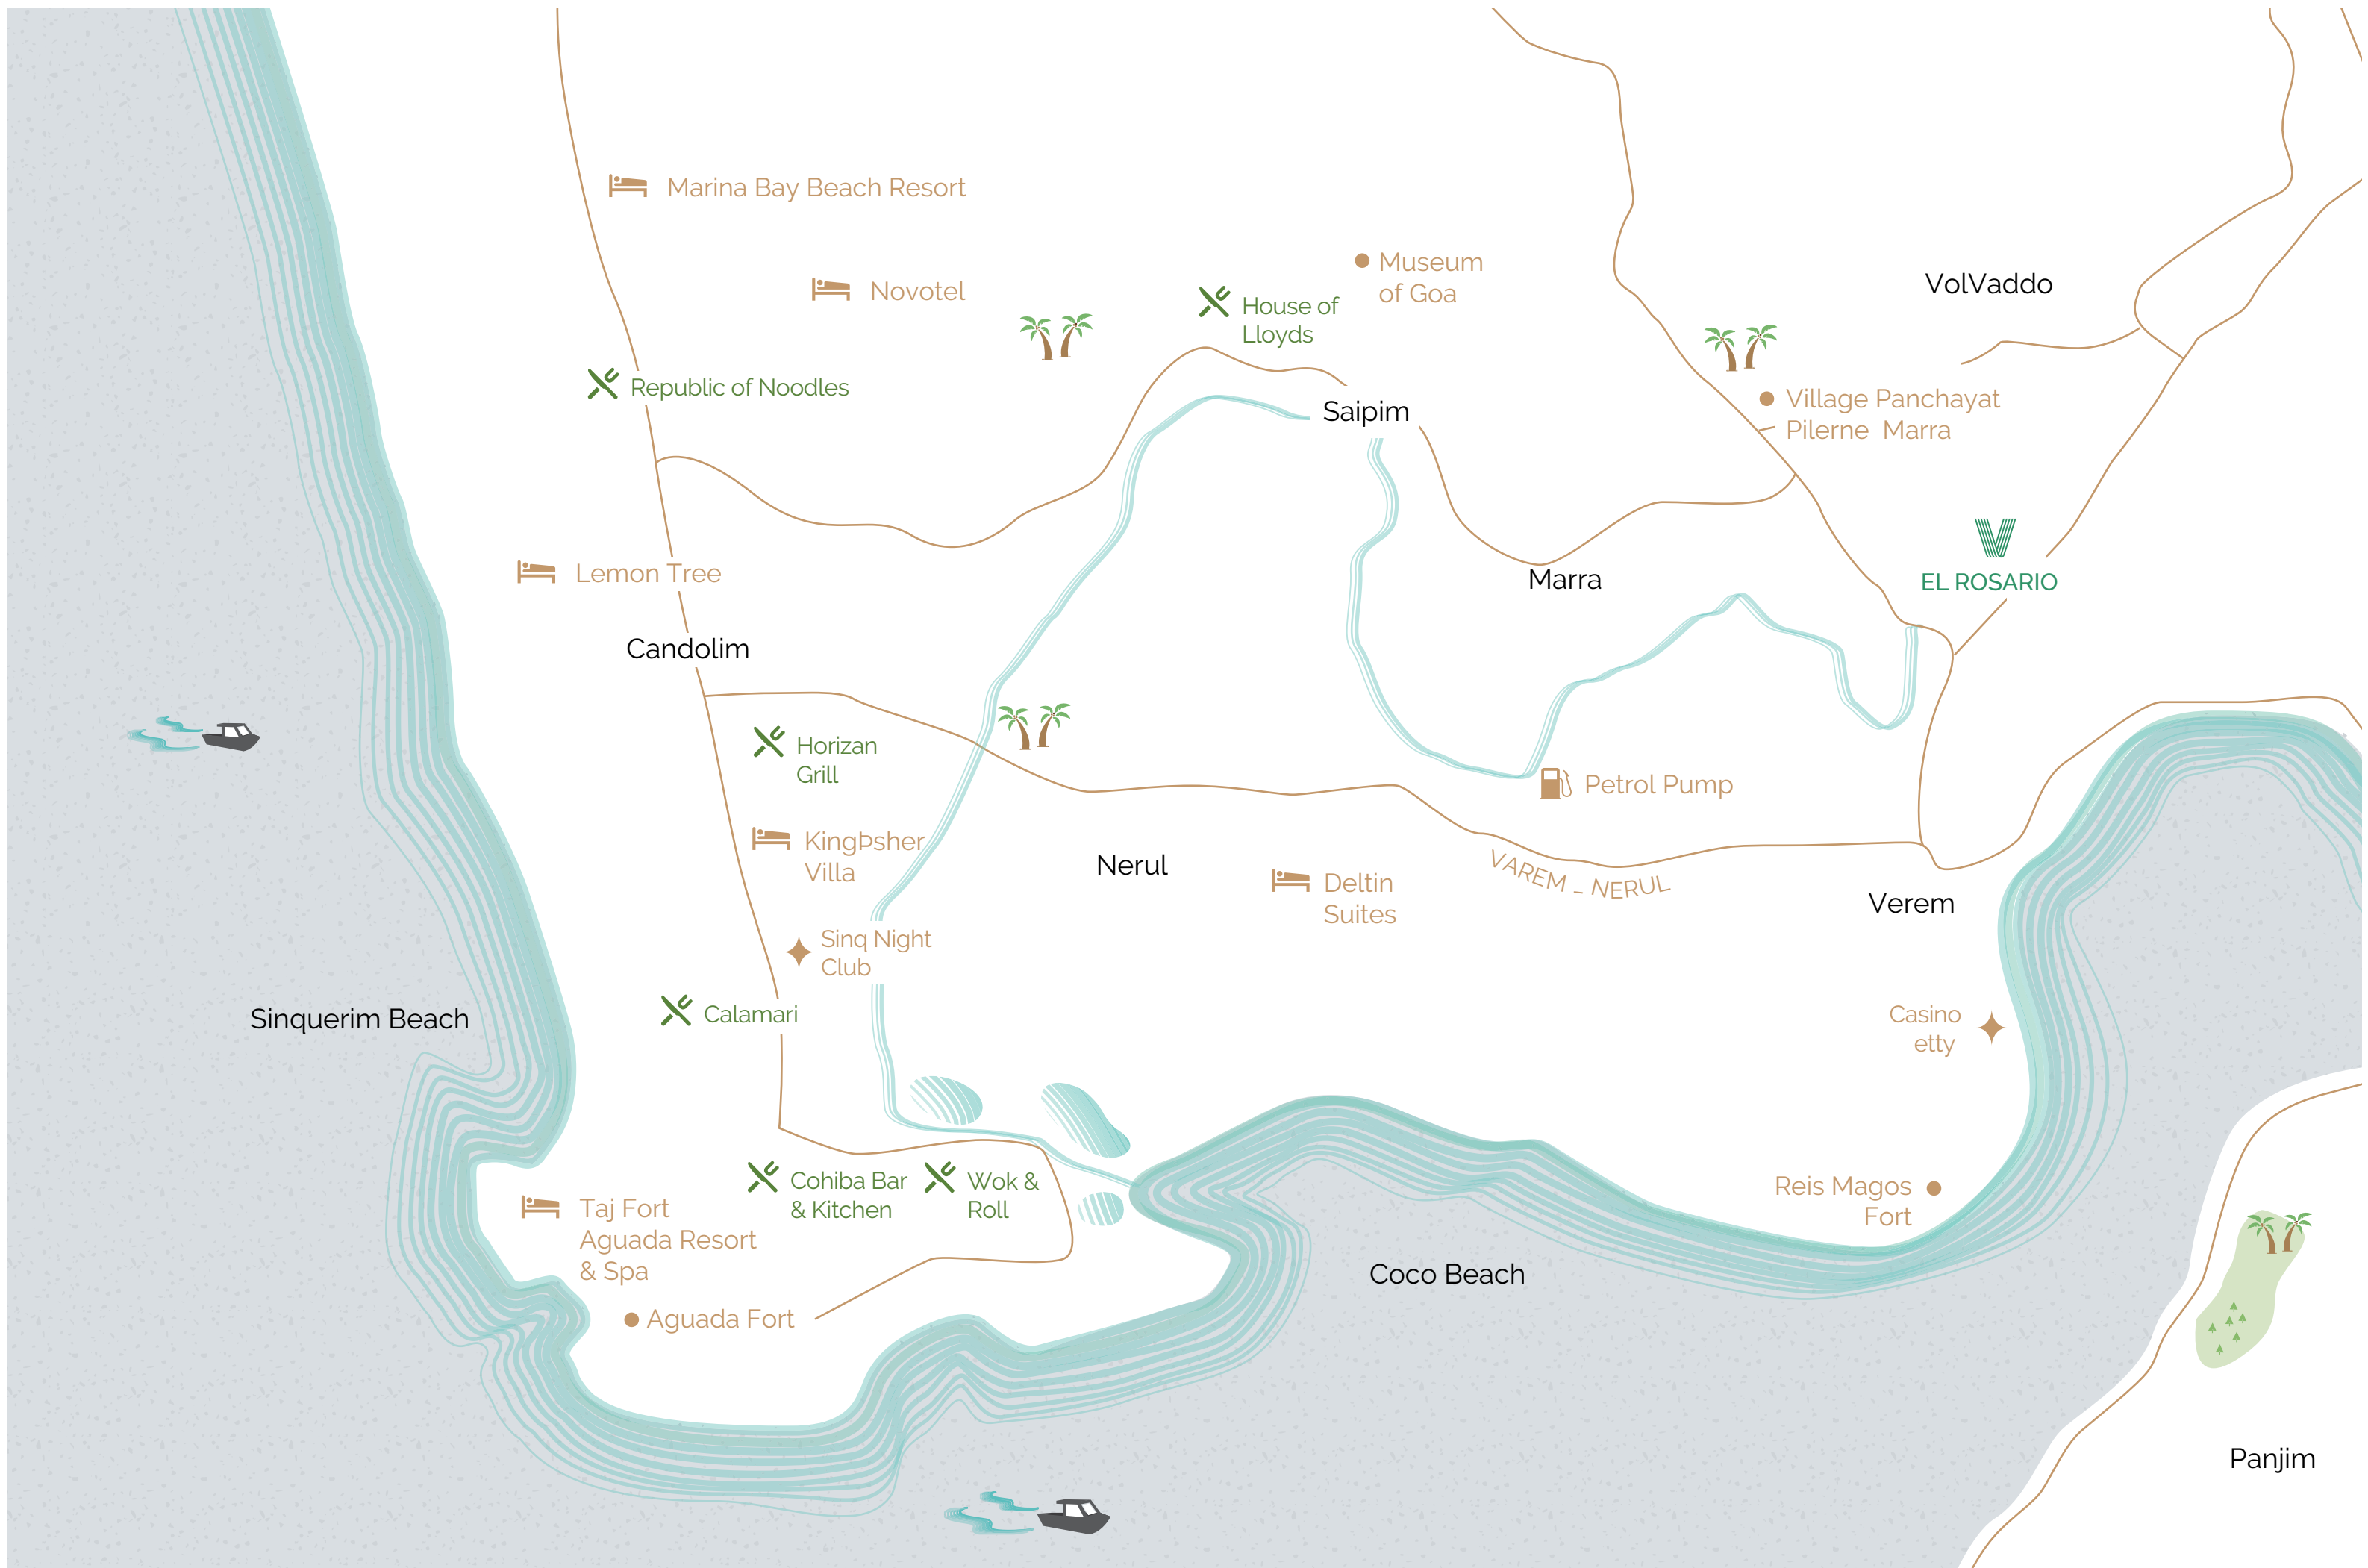 Marina Bay Beach Resort
Museum
of Goa
Novotel
House of
Lloyds
VolVaddo
Republic of Noodles
Saipim
Village Panchayat
Pilerne Marra
Lemon Tree
Marra
EL ROSARIO
Candolim
Horizan
Grill
Petrol Pump
KingÞsher
Villa
Nerul
Deltin
Suites
VAREM - NERUL
Verem
Sinq Night
Club
Sinquerim Beach
Calamari
Casino
etty
Cohiba Bar
& Kitchen
Wok &
Roll
Reis Magos
Fort
Taj Fort
Aguada Resort
& Spa
Coco Beach
Aguada Fort
Panjim